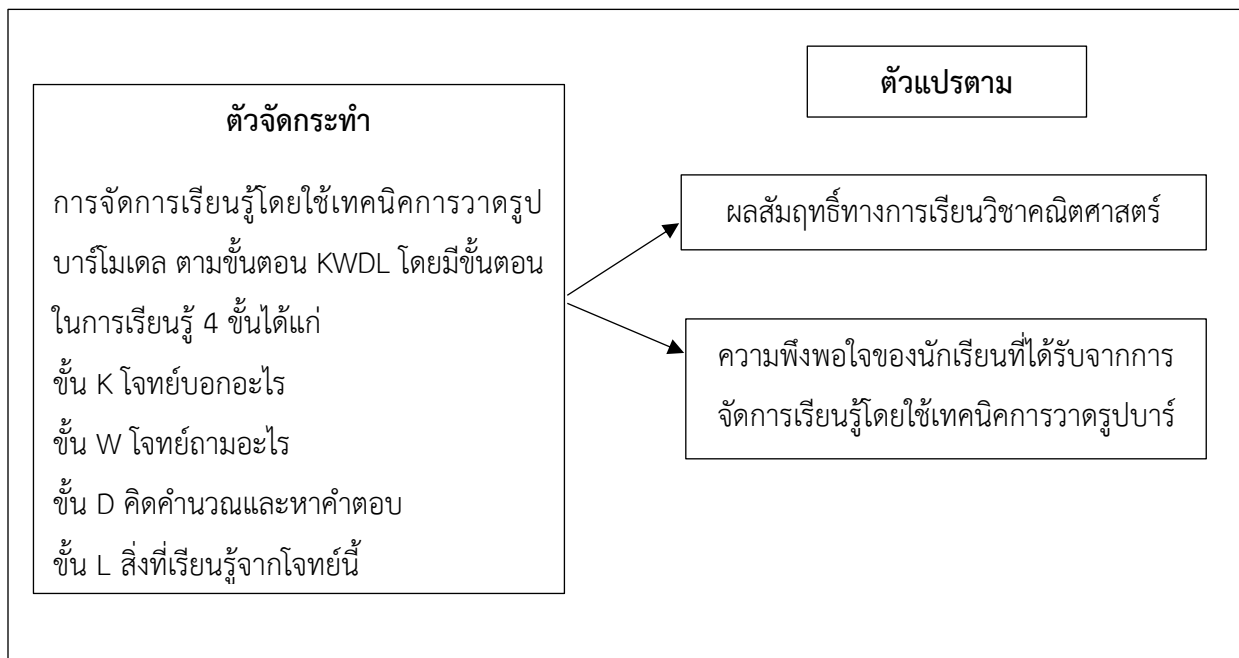 ตัวจัดกระทำ
การจัดการเรียนรู้โดยใช้เทคนิคการวาดรูป
บาร์โมเดล ตามขั้นตอน KWDL โดยมีขั้นตอน
ในการเรียนรู้ 4 ขั้นได้แก่
ขั้น K โจทย์บอกอะไร
ขั้น W โจทย์ถามอะไร
ขั้น D คิดคำนวณและหาคำตอบ
ขั้น L สิ่งที่เรียนรู้จากโจทย์นี้
ตัวแปรตาม
ผลสัมฤทธิ์ทางการเรียนวิชาคณิตศาสตร์
ความพึงพอใจของนักเรียนที่ได้รับจากการ
จัดการเรียนรู้โดยใช้เทคนิคการวาดรูปบาร์